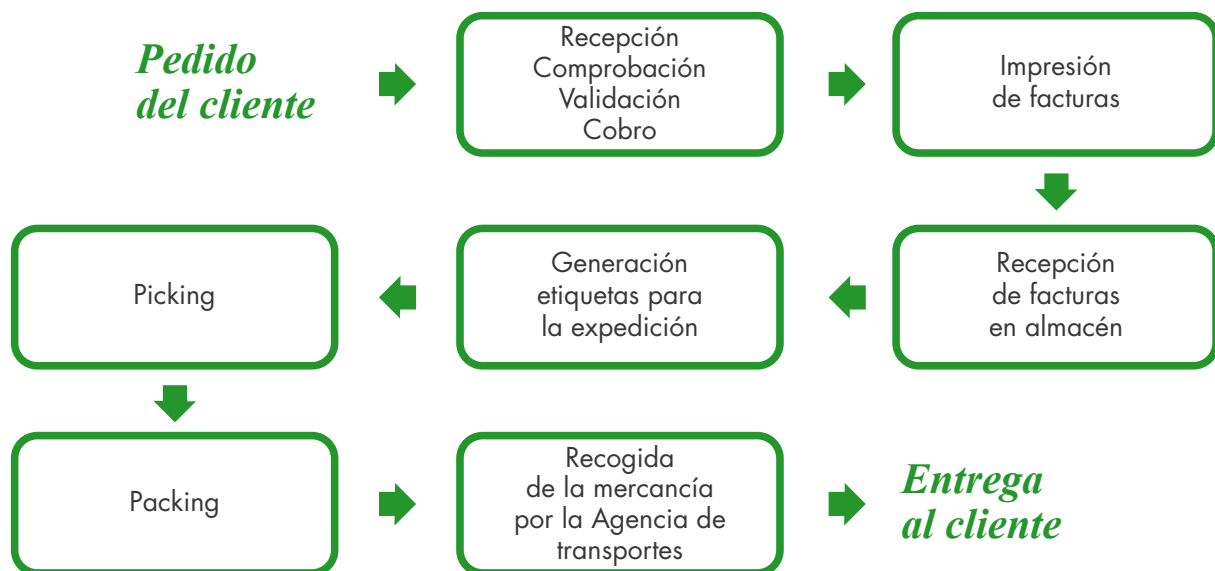 Pedido
del cliente
Recepción
Comprobación
Validación
Cobro
Impresión
de facturas
Recepción
de facturas
en almacén
Generación
etiquetas para
la expedición
Picking
Packing
Recogida
de la mercancía
por la Agencia de
transportes
Entrega
al cliente